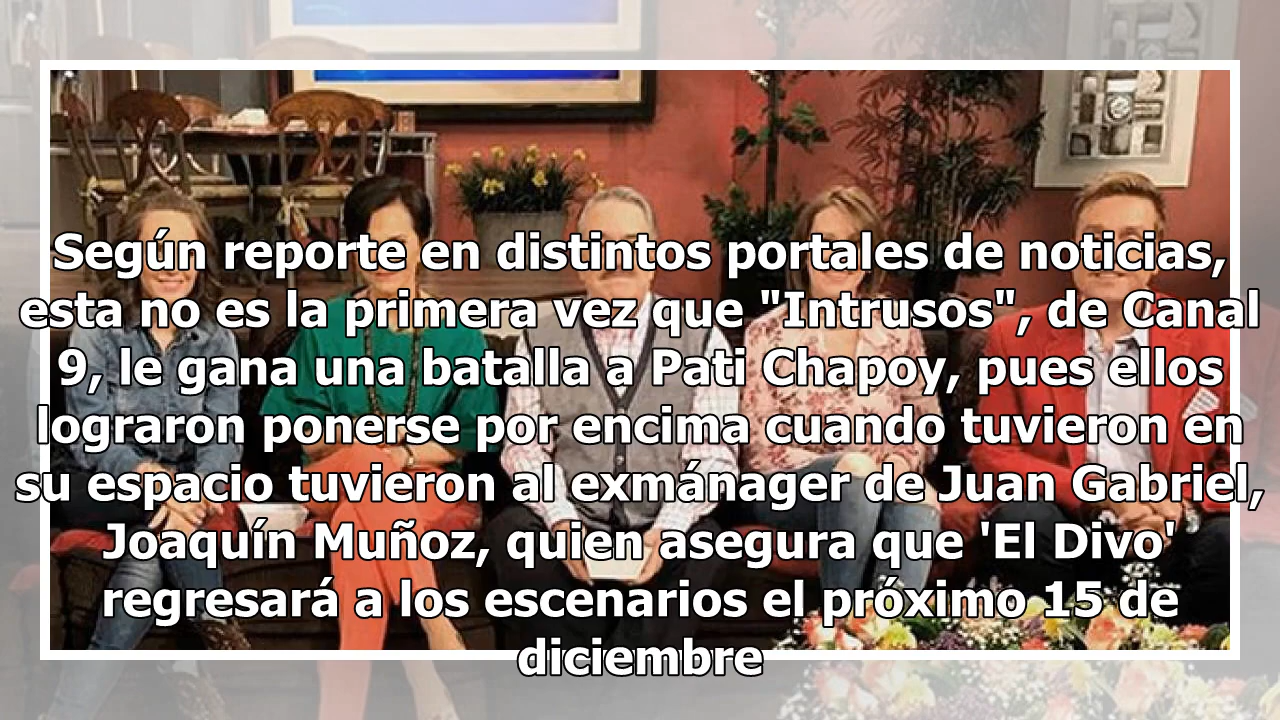 Según reporte en distintos portales de noticias,
esta no es la primera vez que "Intrusos", de Canal
9, le gana una batalla a Pati Chapoy, pues ellos
lograron ponerse por encima cuando tuvieron en
su espacio tuvieron al exmánager de Juan Gabriel,
Joaquín Muñoz, quien asegura que 'El Divo'
regresará a los escenarios el próximo 15 de
diciembre